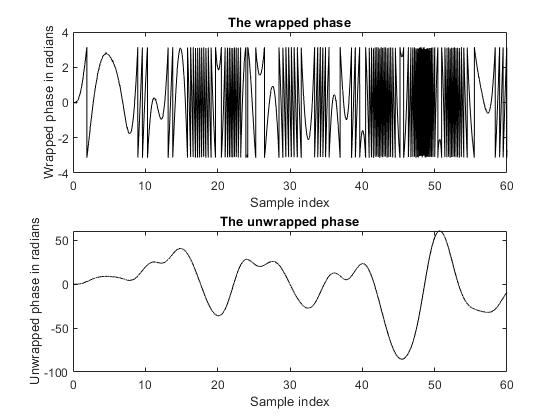 The wrapped phase
Wrapped phase in radians
4
2
0
-2
-4
0 10 20 30 40 50 60
Sample index
The unwrapped phase
Unwrapped phase in radians
50
0
-50
-100
0 10 20 30 40 50 60
Sample index